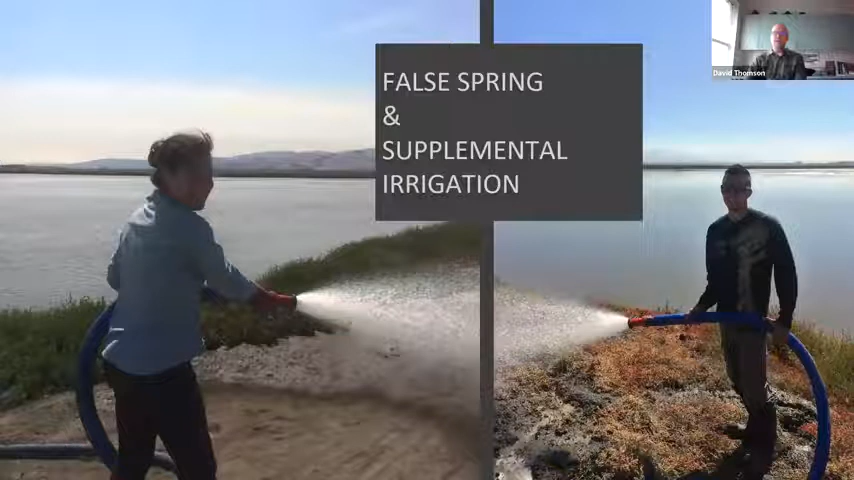 FALSE SPRING
&
SUPPLEMENTAL
IRRIGATION
David Thomson